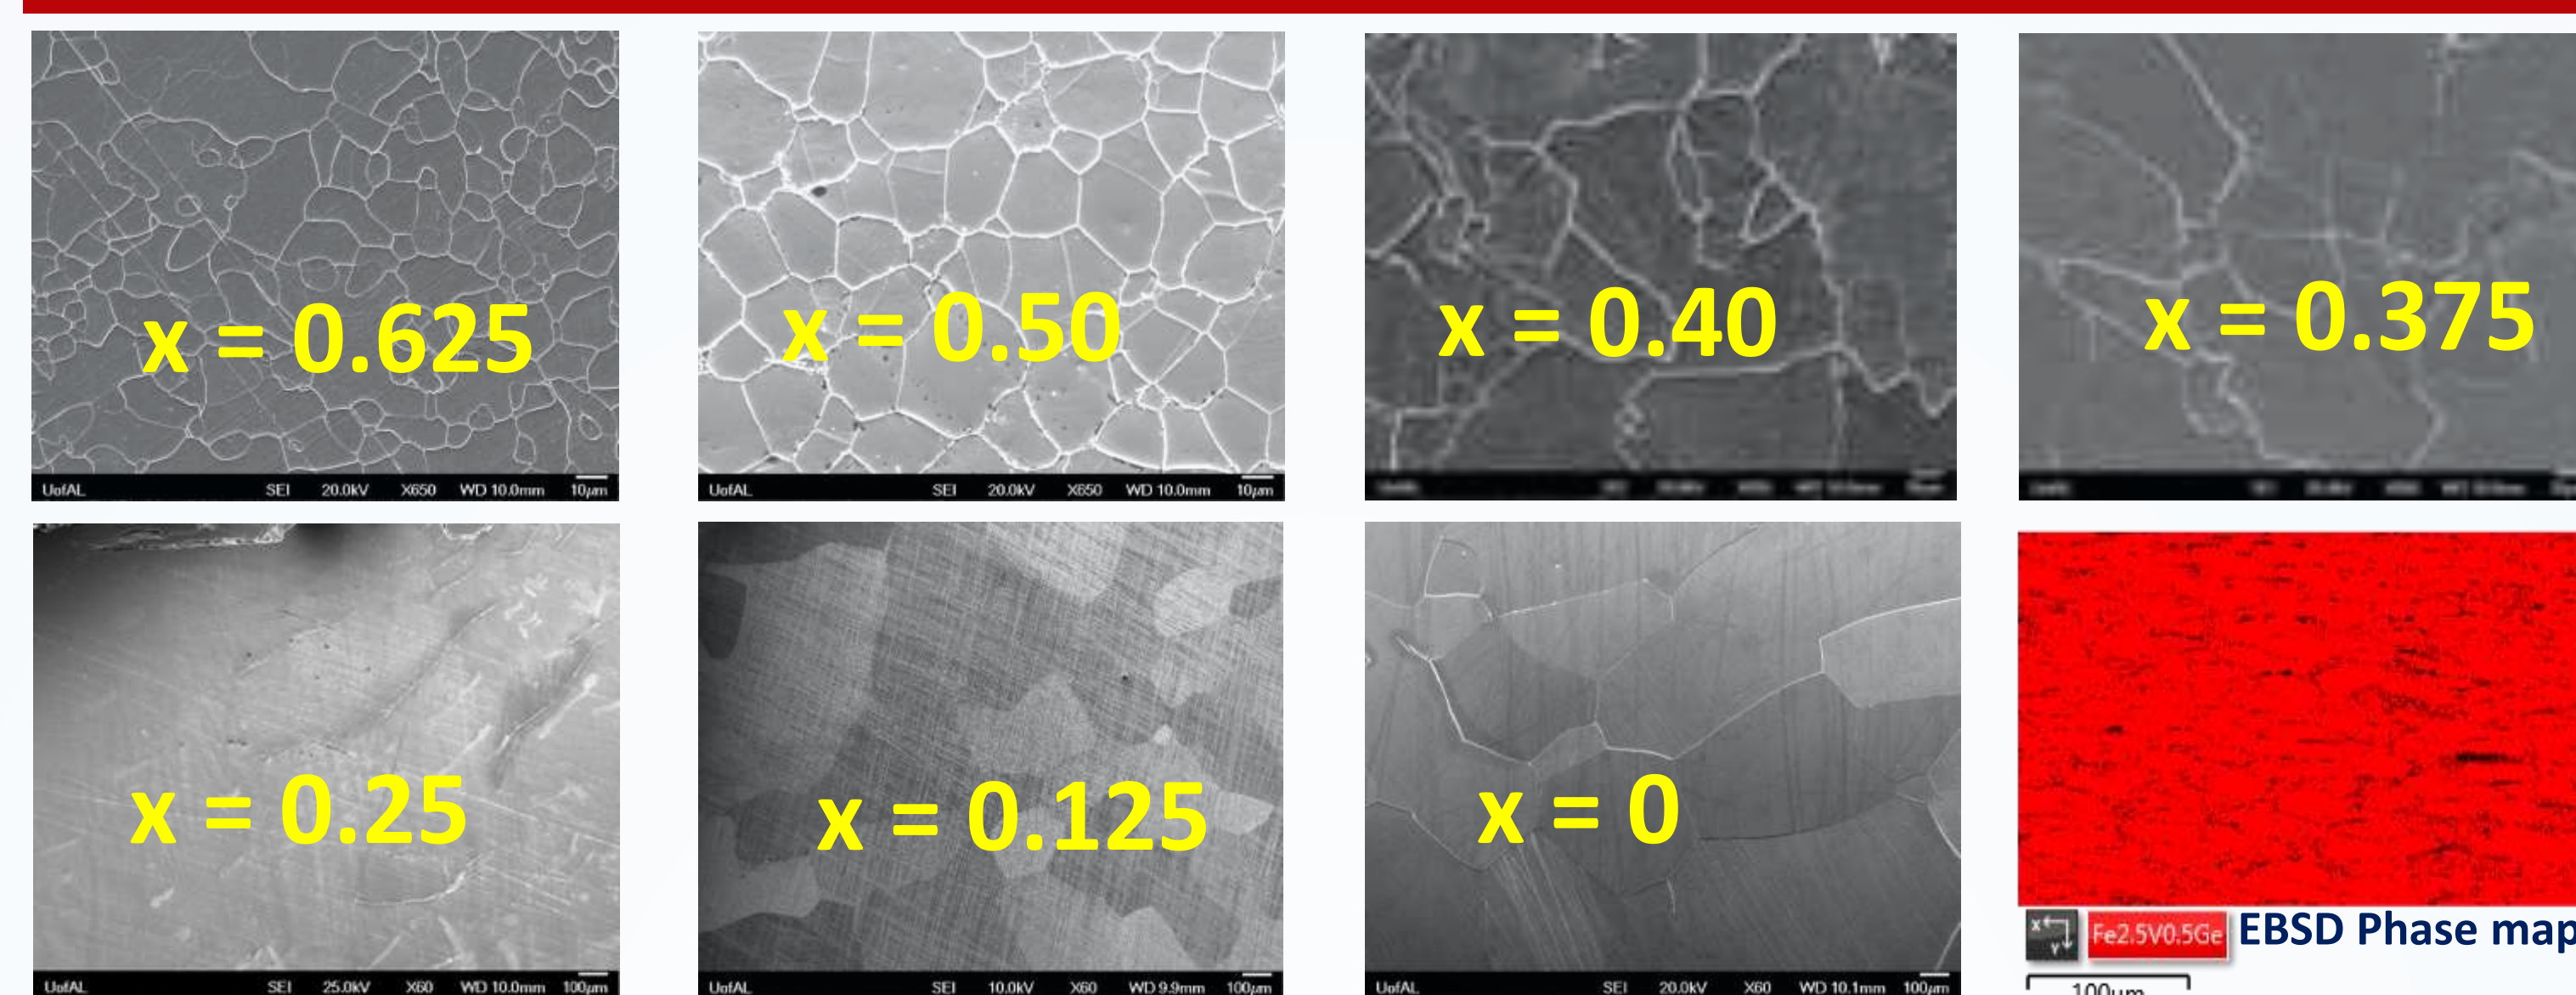 x = 0.625
UofAL SEI 20.0kV X650 WD 10.0mm 10μm
x = 0.50
UofAL SEI 20.0kV X650 WD 10.0mm 10μm
x = 0.40
x = 0.375
x = 0.25
UofAL SEI 25.0kV X60 WD 10.0mm 100μm
x = 0.125
UofAL SEI 10.0kV X60 WD 9.9mm 100μm
x = 0
UofAL SEI 20.0kV X60 WD 10.1mm 100μm
x Y Fe2.5V0.5Ge EBSD Phase map
100μm